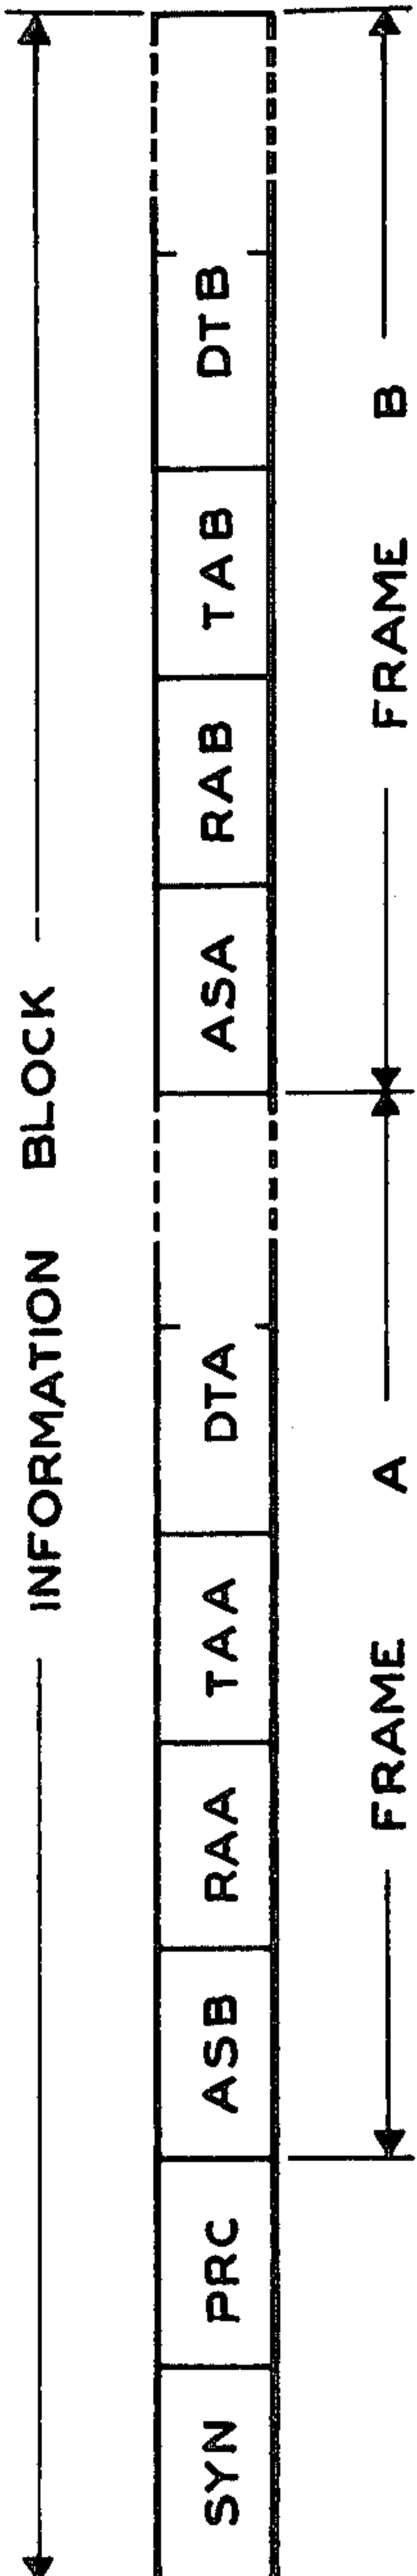 INFORMATION BLOCK
SYN PRC ASB RAA TAA DTA ASA RAB TAB DTB
FRAME A FRAME B